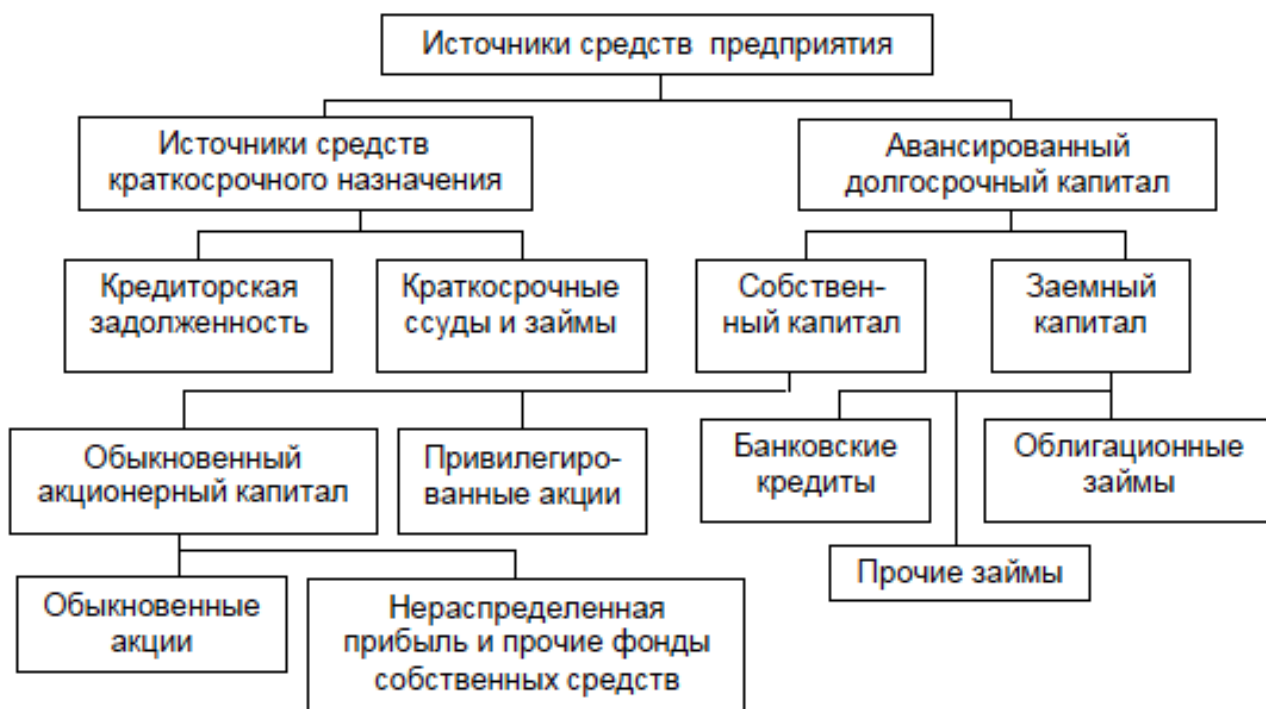 Источники средств предприятия
Источники средств
краткосрочного назначения
Авансированный
долгосрочный капитал
Кредиторская
задолженность
Краткосрочные
ссуды и займы
Собствен-
ный капитал
Заемный
капитал
Обыкновенный
акционерный капитал
Привилегиро-
ванные акции
Банковские
кредиты
Облигационные
займы
Прочие займы
Обыкновенные
акции
Нераспределенная
прибыль и прочие фонды
собственных средств